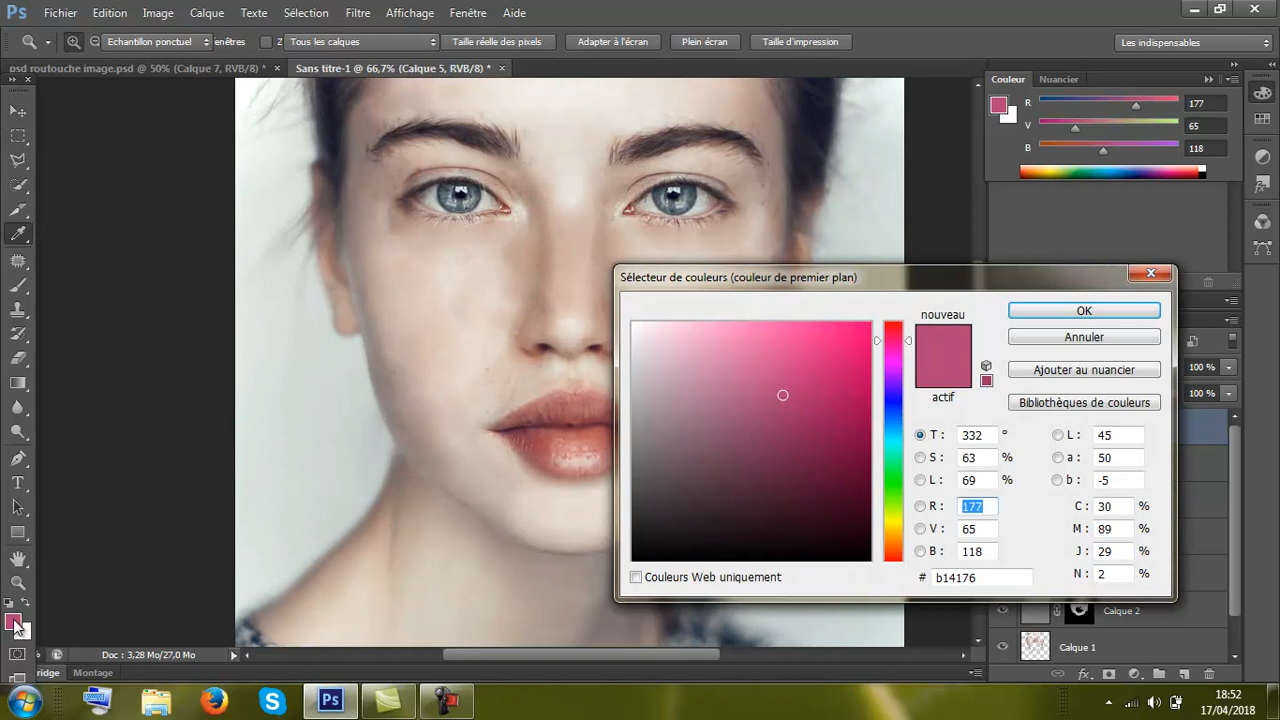 Ps Fichier Edition Image Calque Texte Sélection Filtre Affichage Fenêtre Aide
Echantillon ponctuel enêtres Z Tous les calques Taille réelle des pixels Adapter à l'écran Plein écran Taille d'impression Les indispensables
psd routouche image.psd @ 50% (Calque 7, RVB/8) * × Sans titre-1 @ 66,7% (Calque 5, RVB/8) * ×
Couleur Nuancier
R 177
V 65
B 118
Sélecteur de couleurs (couleur de premier plan)
nouveau
actif
OK
Annuler
Ajouter au nuancier
Bibliothèques de couleurs
T : 332 ° L : 45
S : 63 % a : 50
L : 69 % b : -5
R : 177 C : 30 %
V : 65 M : 89 %
B : 118 J : 29 %
# b14176 N : 2 %
Couleurs Web uniquement
100 %
100 %
Calque 2
Calque 1
% Doc : 3,28 Mo/27,0 Mo
ridge Montage
Ps
18:52
17/04/2018